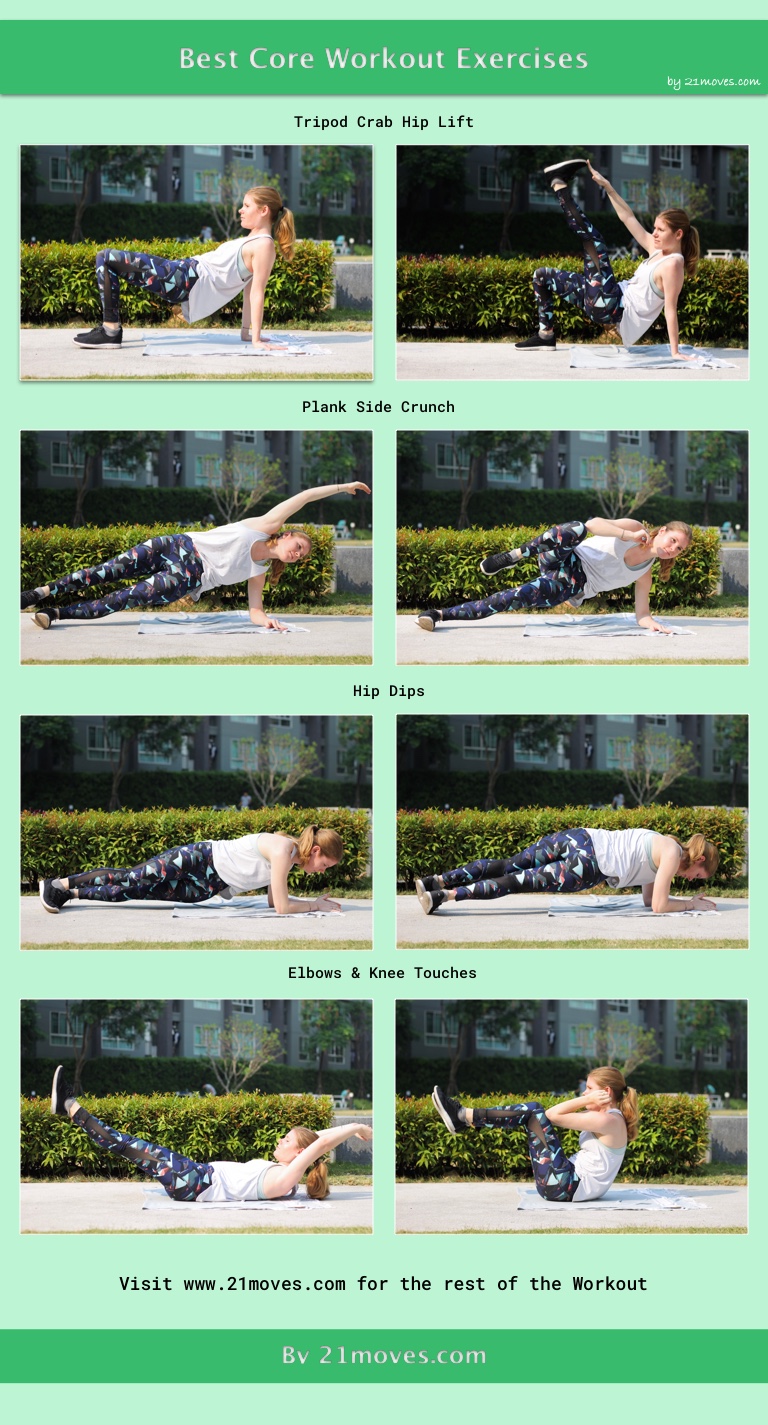 Best Core Workout Exercises
by 21moves.com
Tripod Crab Hip Lift
Plank Side Crunch
Hip Dips
Elbows & Knee Touches
Visit www.21moves.com for the rest of the Workout
By 21moves.com